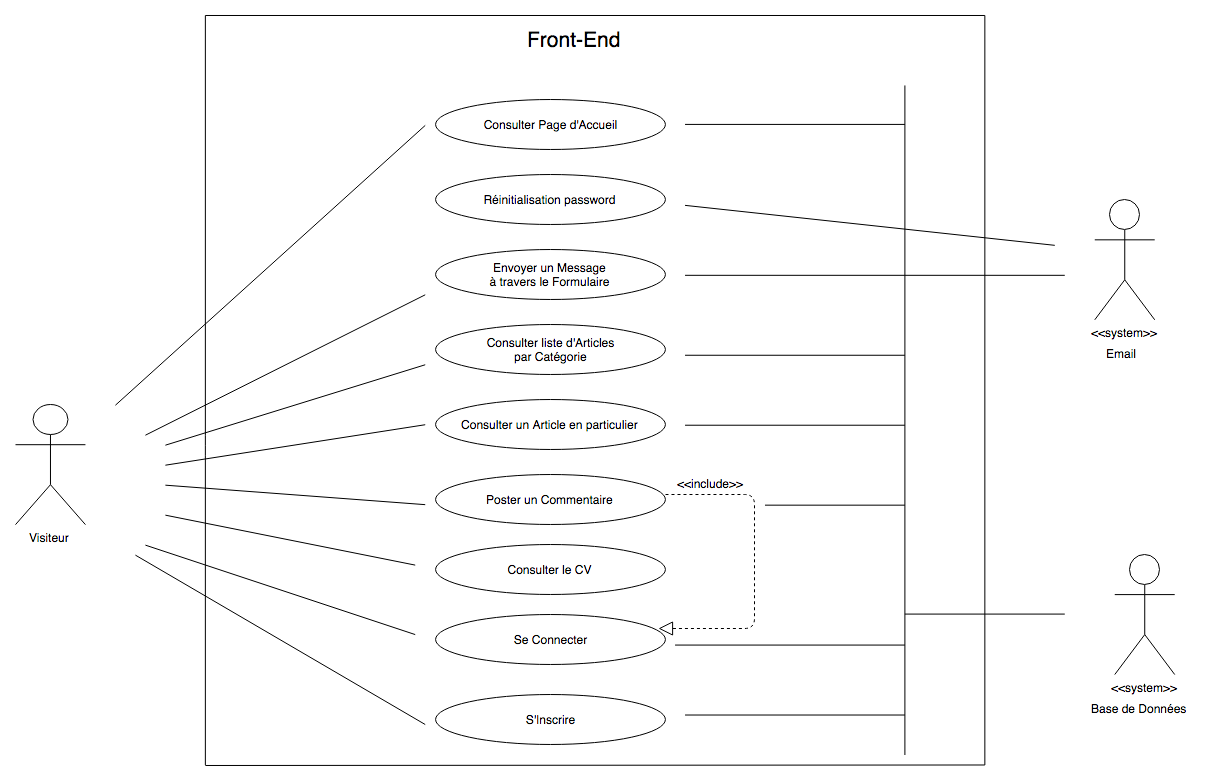 Front-End
Consulter Page d'Accueil
Réinitialisation password
Envoyer un Message
à travers le Formulaire
<<system>>
Email
Consulter liste d'Articles
par Catégorie
Consulter un Article en particulier
<<include>>
Poster un Commentaire
Visiteur
Consulter le CV
Se Connecter
<<system>>
Base de Données
S'Inscrire